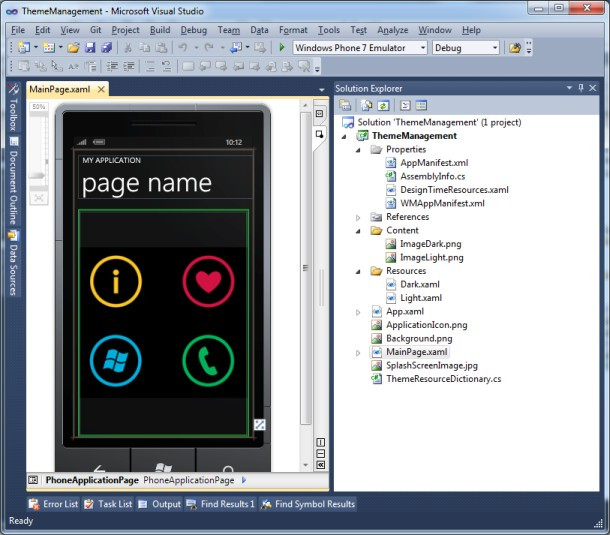 ThemeManagement - Microsoft Visual Studio
File Edit View Git Project Build Debug Team Data Format Tools Test Analyze Window Help
Windows Phone 7 Emulator Debug
MainPage.xaml
50%
Toolbox
Document Outline
Data Sources
10:12
MY APPLICATION
page name
PhoneApplicationPage PhoneApplicationPage
Solution Explorer
Solution 'ThemeManagement' (1 project)
ThemeManagement
Properties
AppManifest.xml
AssemblyInfo.cs
DesignTimeResources.xaml
WMAppManifest.xml
References
Content
ImageDark.png
ImageLight.png
Resources
Dark.xaml
Light.xaml
App.xaml
ApplicationIcon.png
Background.png
MainPage.xaml
SplashScreenImage.jpg
ThemeResourceDictionary.cs
Error List Task List Output Find Results 1 Find Symbol Results
Ready